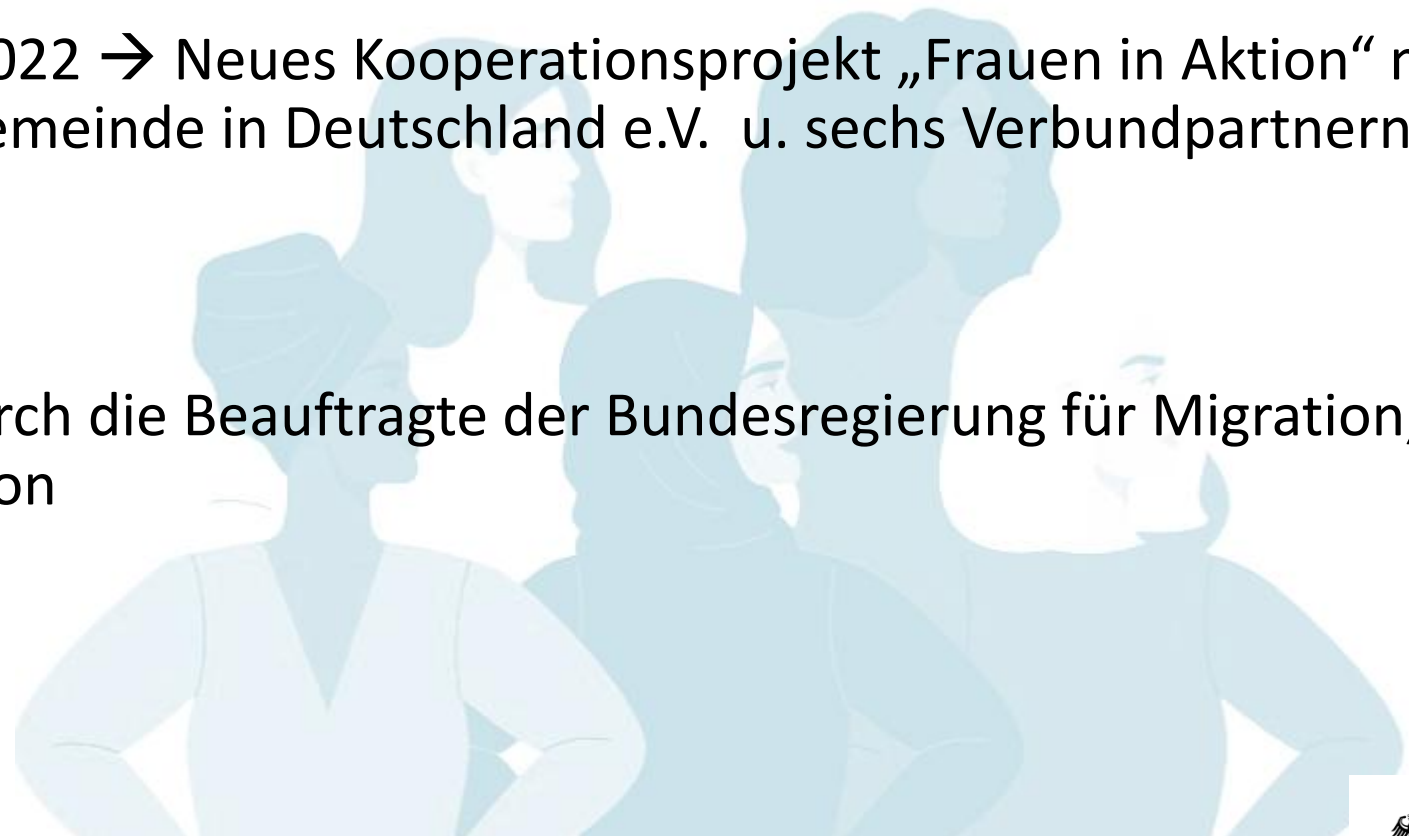 022 → Neues Kooperationsprojekt „Frauen in Aktion“
emeinde in Deutschland e.V. u. sechs Verbundpartnern
rch die Beauftragte der Bundesregierung für Migration,
on